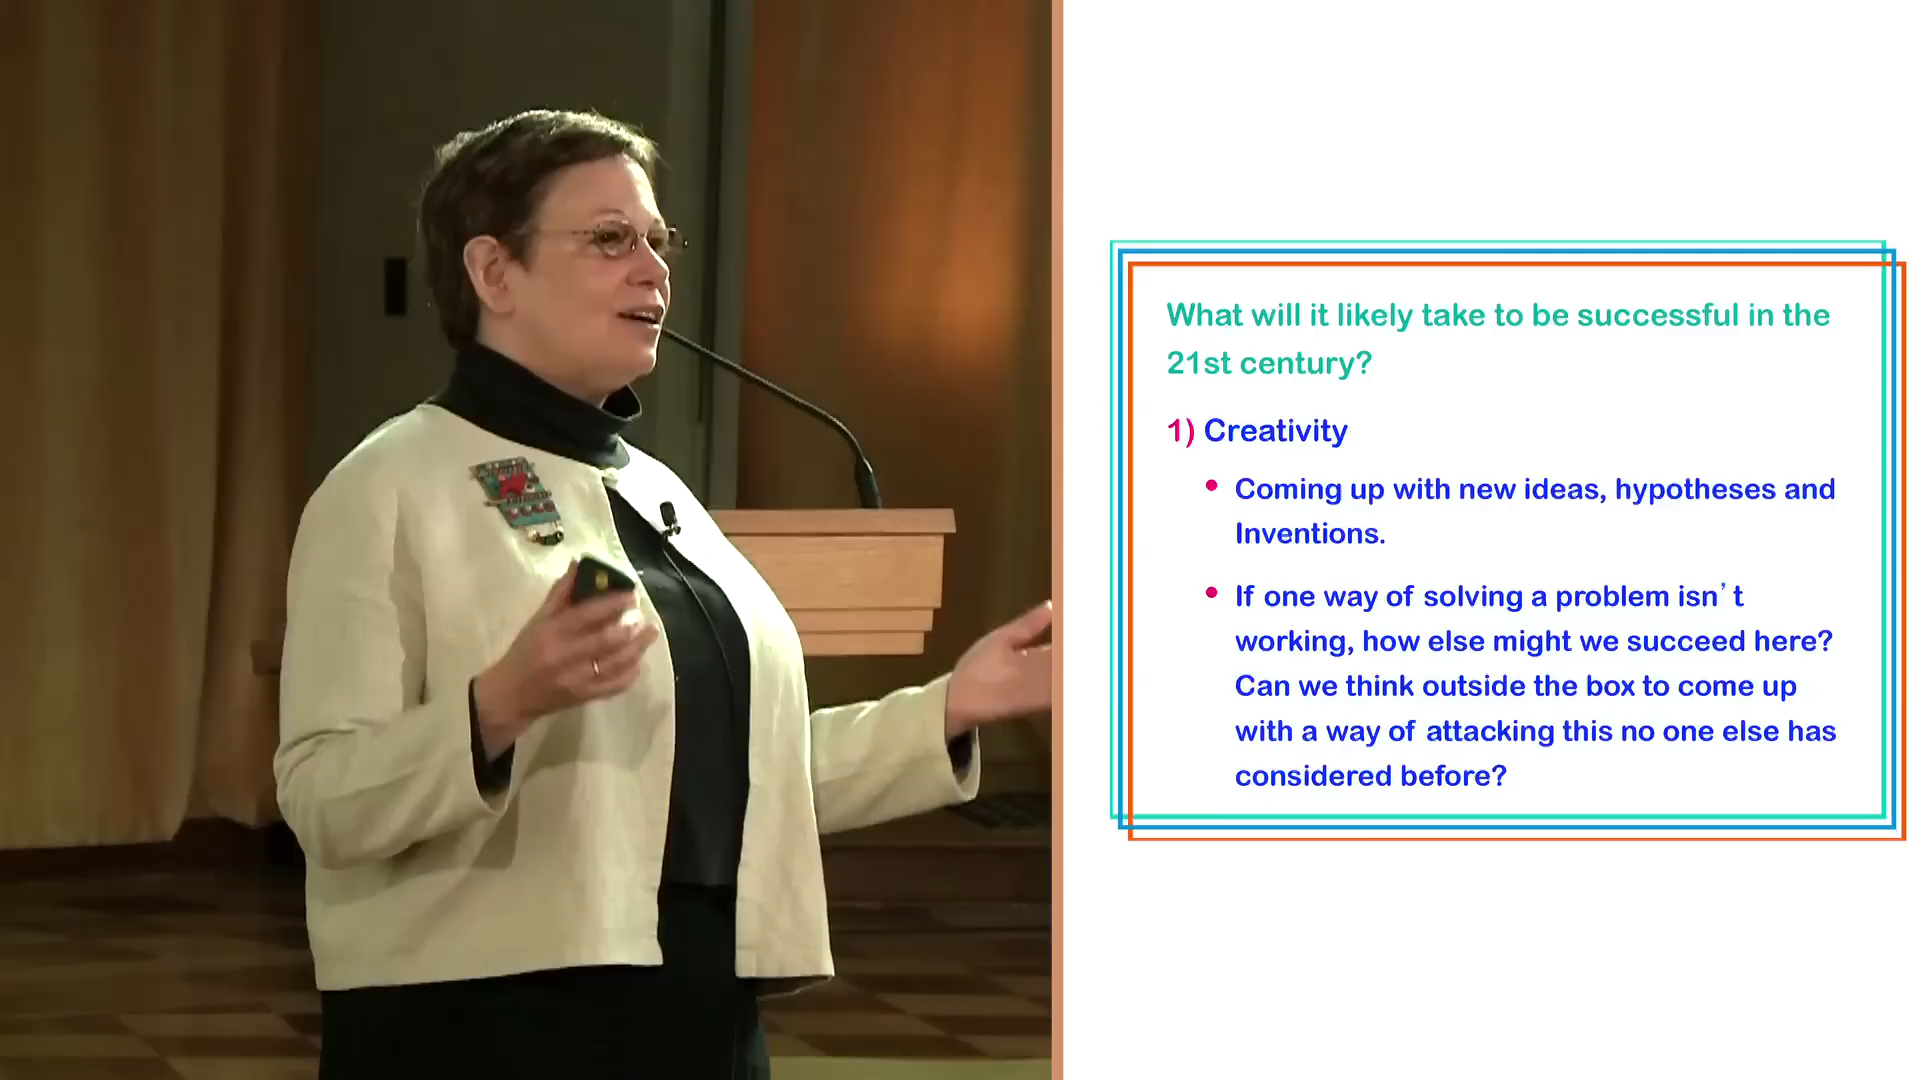 What will it likely take to be successful in the
21st century?
1) Creativity
• Coming up with new ideas, hypotheses and
Inventions.
• If one way of solving a problem isn’t
working, how else might we succeed here?
Can we think outside the box to come up
with a way of attacking this no one else has
considered before?